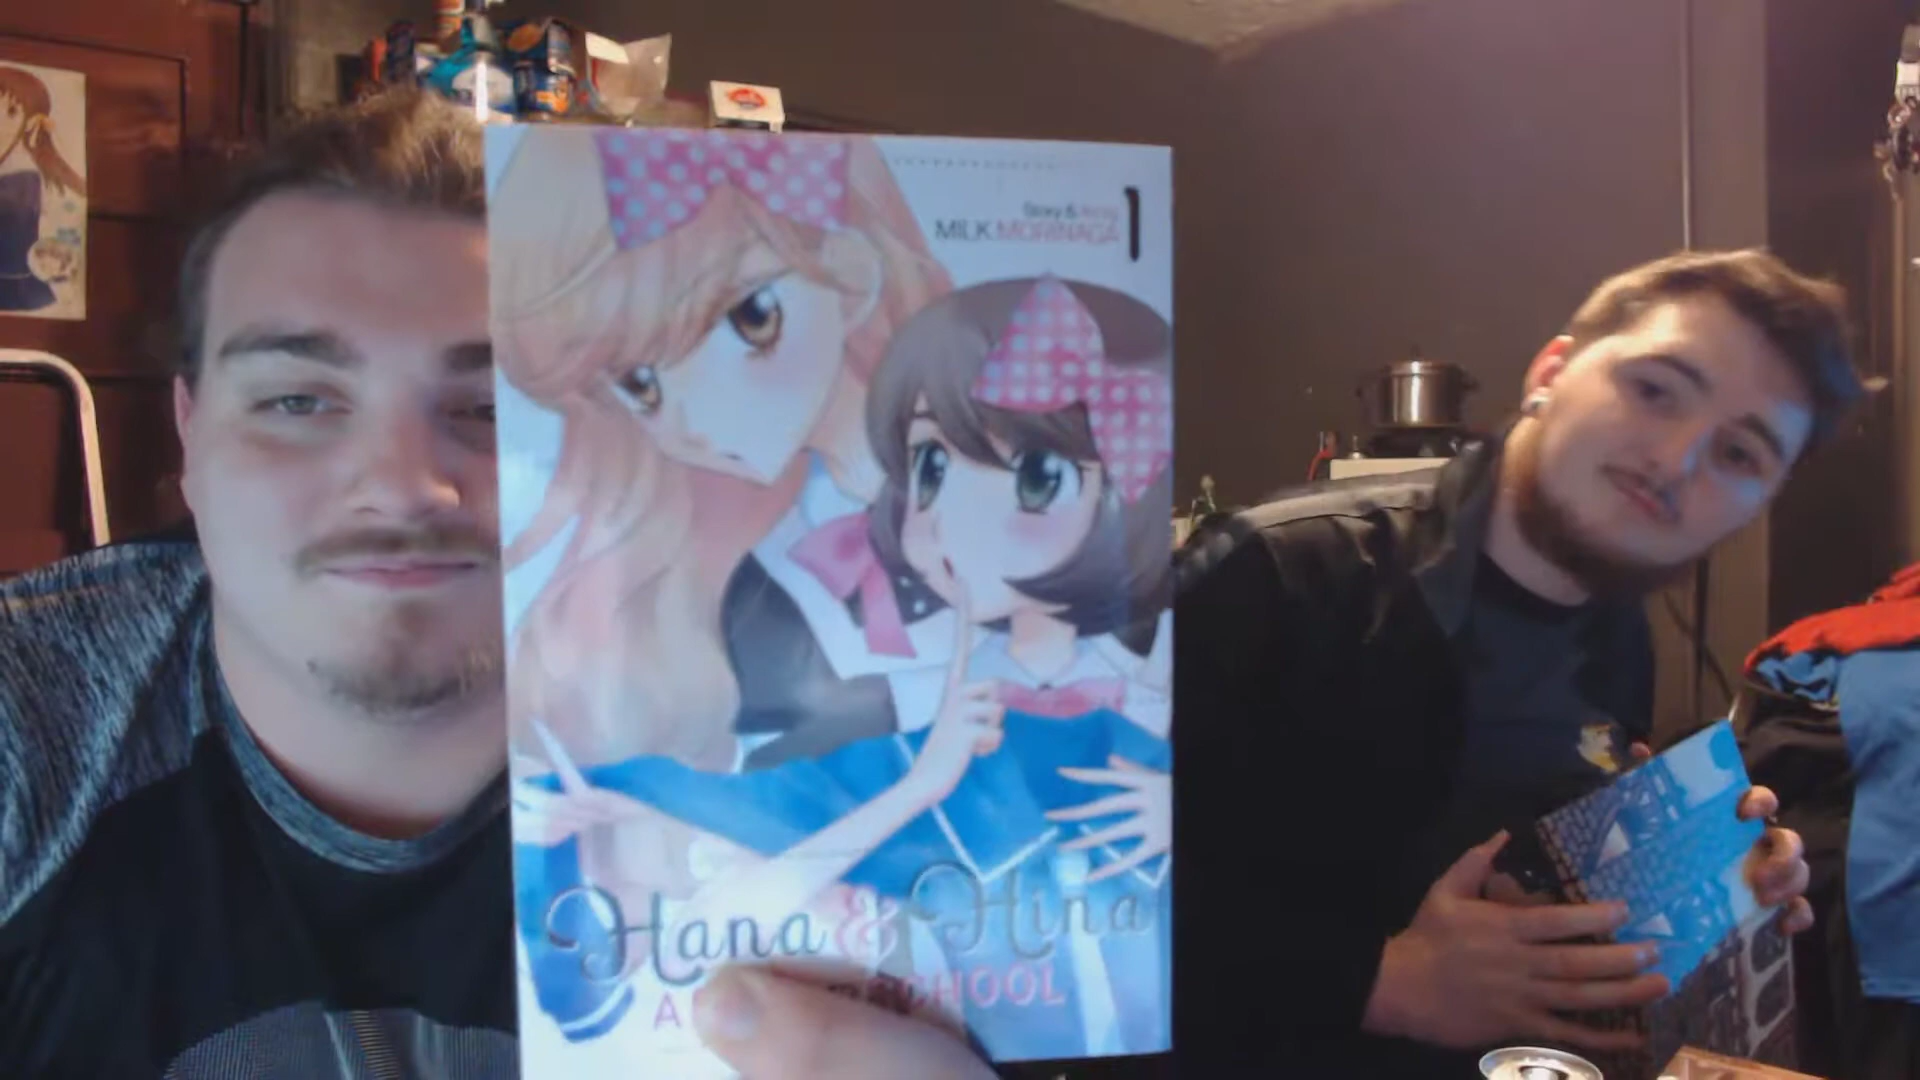 Story & Art by
MILK MORINAGA
1
Hana & Hina
SCHOOL